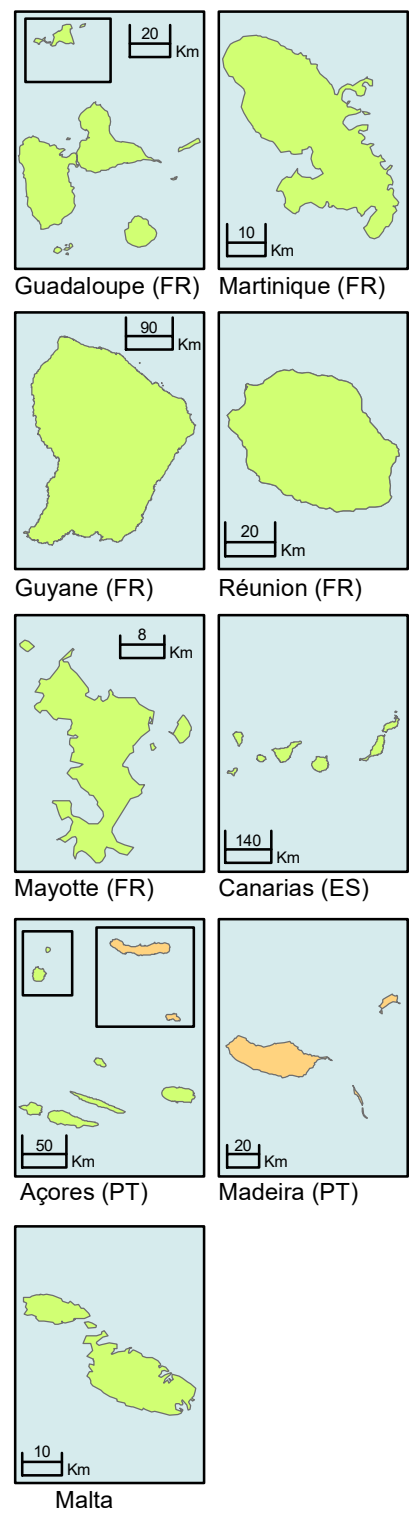 20
Km
Guadaloupe (FR)
10
Km
Martinique (FR)
90
Km
Guyane (FR)
20
Km
Réunion (FR)
8
Km
Mayotte (FR)
140
Km
Canarias (ES)
50
Km
Açores (PT)
20
Km
Madeira (PT)
10
Km
Malta